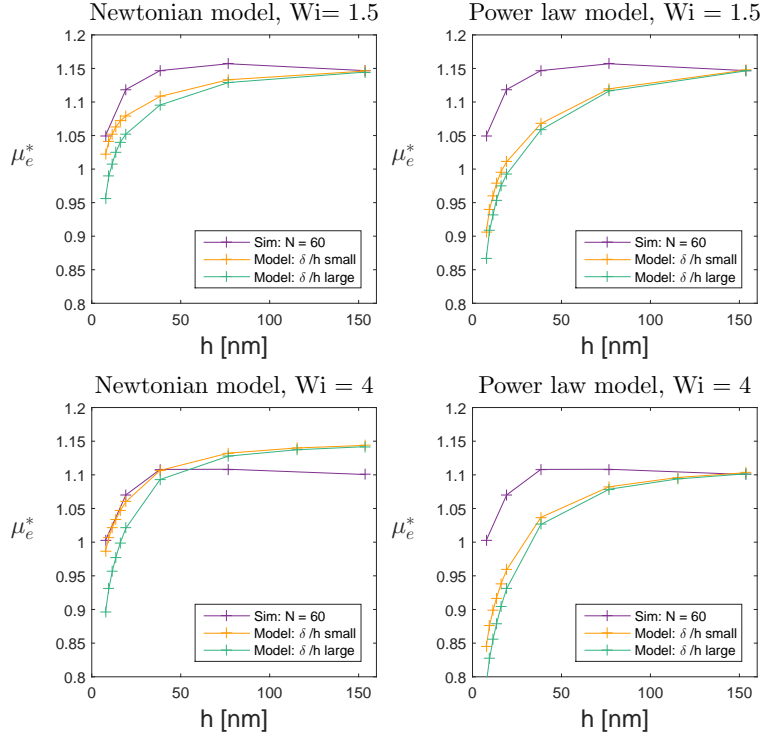 Newtonian model, Wi= 1.5
1.2
1.15
1.1
1.05
1
0.95
0.9
0.85
0.8
μ*e
0
50
100
150
h [nm]
Sim: N = 60
Model: δ /h small
Model: δ /h large
Power law model, Wi = 1.5
1.2
1.15
1.1
1.05
1
0.95
0.9
0.85
0.8
μ*e
0
50
100
150
h [nm]
Sim: N = 60
Model: δ /h small
Model: δ /h large
Newtonian model, Wi = 4
1.2
1.15
1.1
1.05
1
0.95
0.9
0.85
0.8
μ*e
0
50
100
150
h [nm]
Sim: N = 60
Model: δ /h small
Model: δ /h large
Power law model, Wi = 4
1.2
1.15
1.1
1.05
1
0.95
0.9
0.85
0.8
μ*e
0
50
100
150
h [nm]
Sim: N = 60
Model: δ /h small
Model: δ /h large